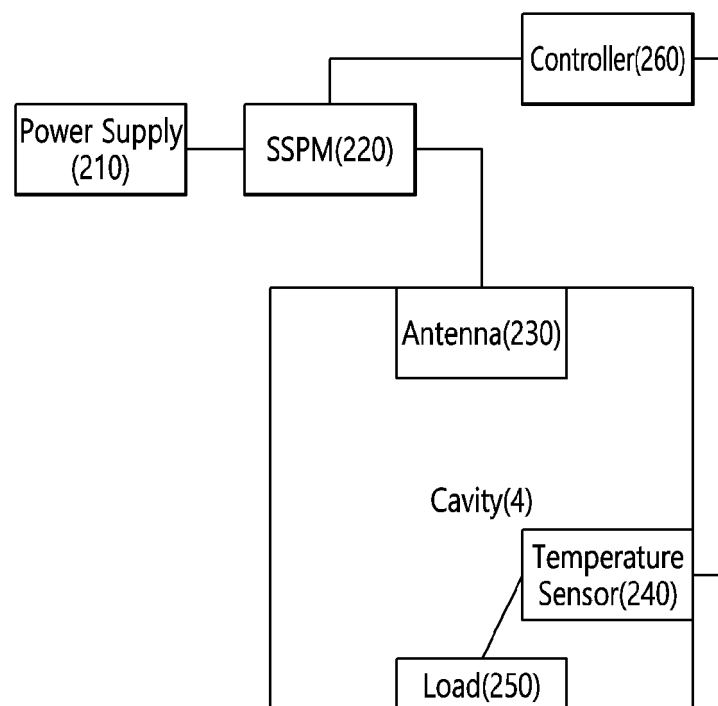 Controller(260)
Power Supply
(210)
SSPM(220)
Antenna(230)
Cavity(4)
Temperature
Sensor(240)
Load(250)